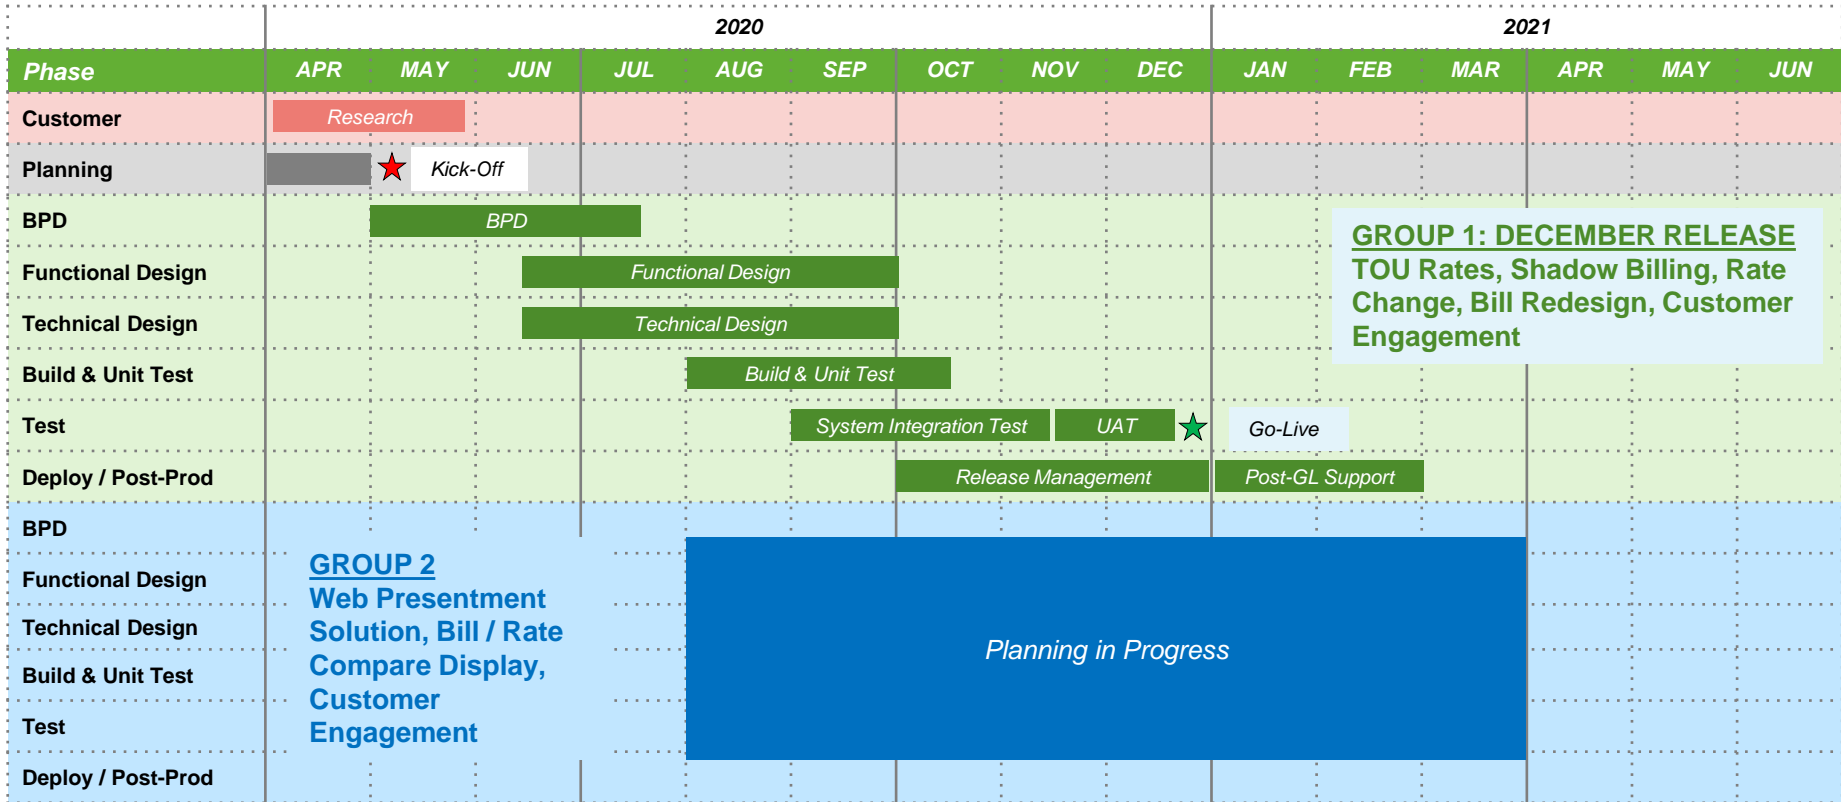 2020 2021
Phase APR MAY JUN JUL AUG SEP OCT NOV DEC JAN FEB MAR APR MAY JUN
Customer Research
Planning Kick-Off
BPD BPD
Functional Design Functional Design
Technical Design Technical Design
Build & Unit Test Build & Unit Test
Test System Integration Test UAT Go-Live
Deploy / Post-Prod Release Management Post-GL Support
GROUP 1: DECEMBER RELEASE
TOU Rates, Shadow Billing, Rate
Change, Bill Redesign, Customer
Engagement
BPD
Functional Design
Technical Design
Build & Unit Test
Test
Deploy / Post-Prod
GROUP 2
Web Presentment
Solution, Bill / Rate
Compare Display,
Customer
Engagement
Planning in Progress